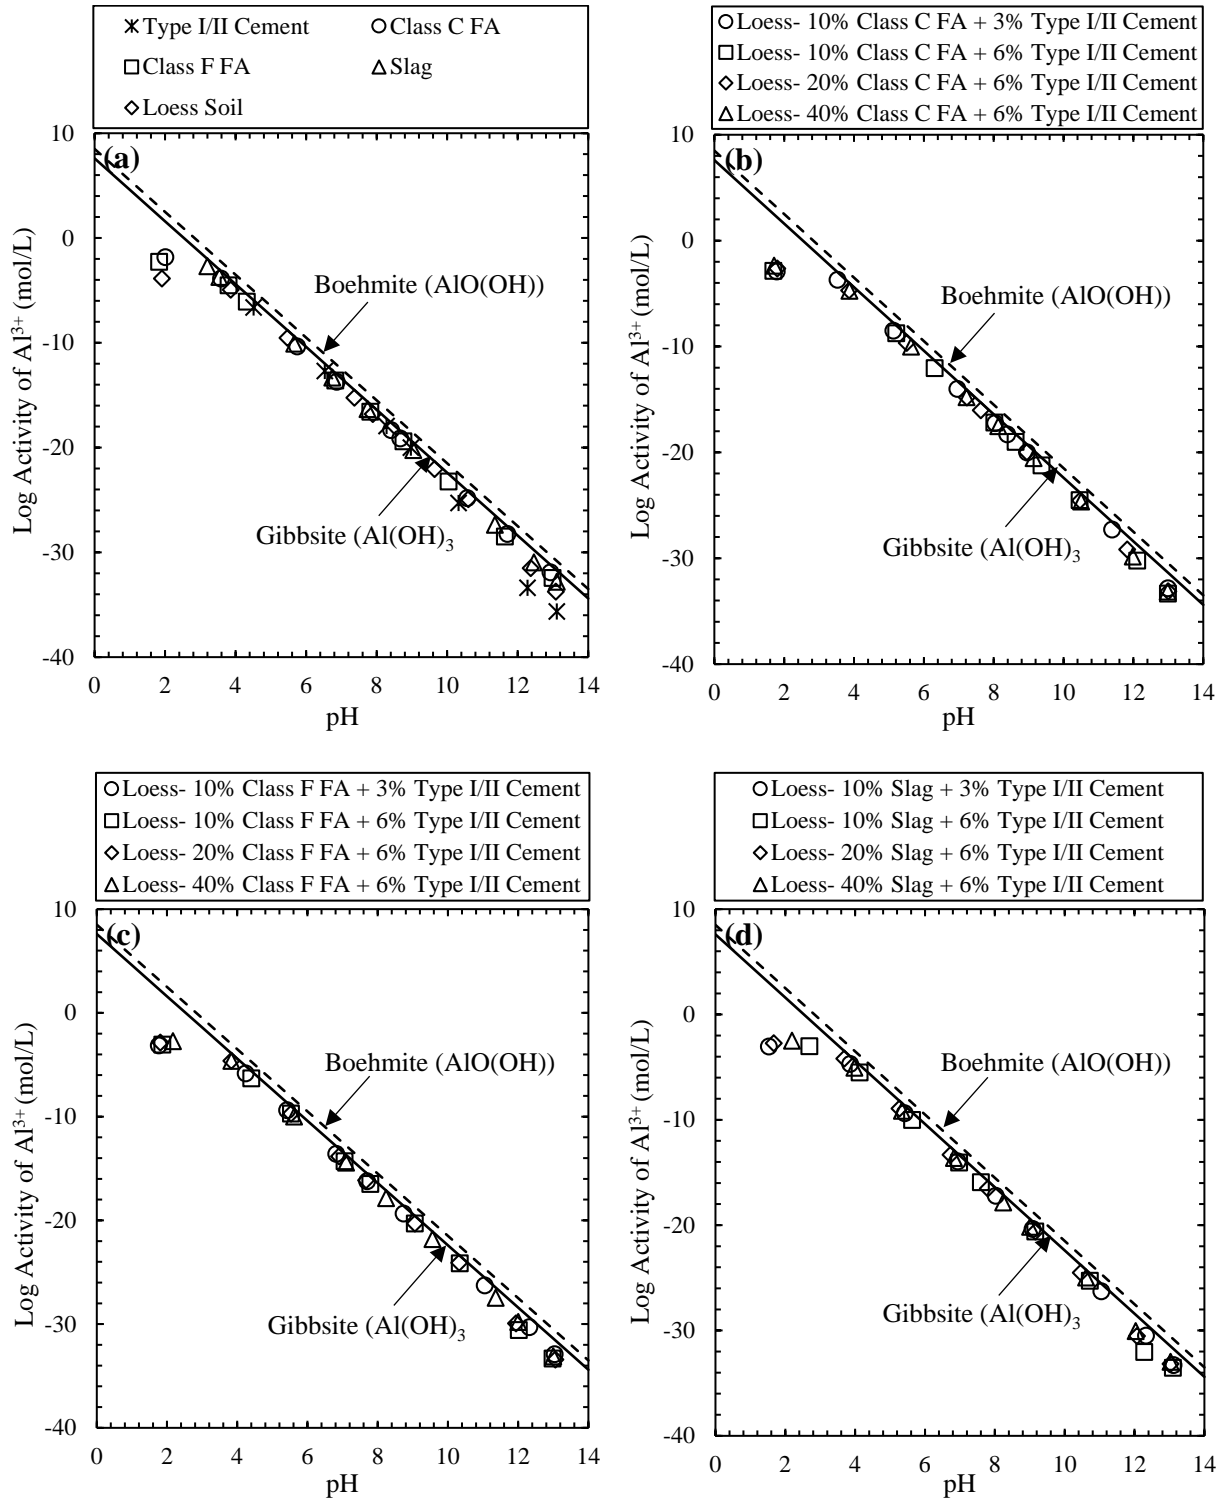 Type I/II Cement Class C FA
Class F FA Slag
Loess Soil
(a)
10
0
-10
-20
-30
-40
0 2 4 6 8 10 12 14
Log Activity of Al3+ (mol/L)
pH
Boehmite (AlO(OH))
Gibbsite (Al(OH)3
Loess- 10% Class C FA + 3% Type I/II Cement
Loess- 10% Class C FA + 6% Type I/II Cement
Loess- 20% Class C FA + 6% Type I/II Cement
Loess- 40% Class C FA + 6% Type I/II Cement
(b)
10
0
-10
-20
-30
-40
0 2 4 6 8 10 12 14
Log Activity of Al3+ (mol/L)
pH
Boehmite (AlO(OH))
Gibbsite (Al(OH)3
Loess- 10% Class F FA + 3% Type I/II Cement
Loess- 10% Class F FA + 6% Type I/II Cement
Loess- 20% Class F FA + 6% Type I/II Cement
Loess- 40% Class F FA + 6% Type I/II Cement
(c)
10
0
-10
-20
-30
-40
0 2 4 6 8 10 12 14
Log Activity of Al3+ (mol/L)
pH
Boehmite (AlO(OH))
Gibbsite (Al(OH)3
Loess- 10% Slag + 3% Type I/II Cement
Loess- 10% Slag + 6% Type I/II Cement
Loess- 20% Slag + 6% Type I/II Cement
Loess- 40% Slag + 6% Type I/II Cement
(d)
10
0
-10
-20
-30
-40
0 2 4 6 8 10 12 14
Log Activity of Al3+ (mol/L)
pH
Boehmite (AlO(OH))
Gibbsite (Al(OH)3